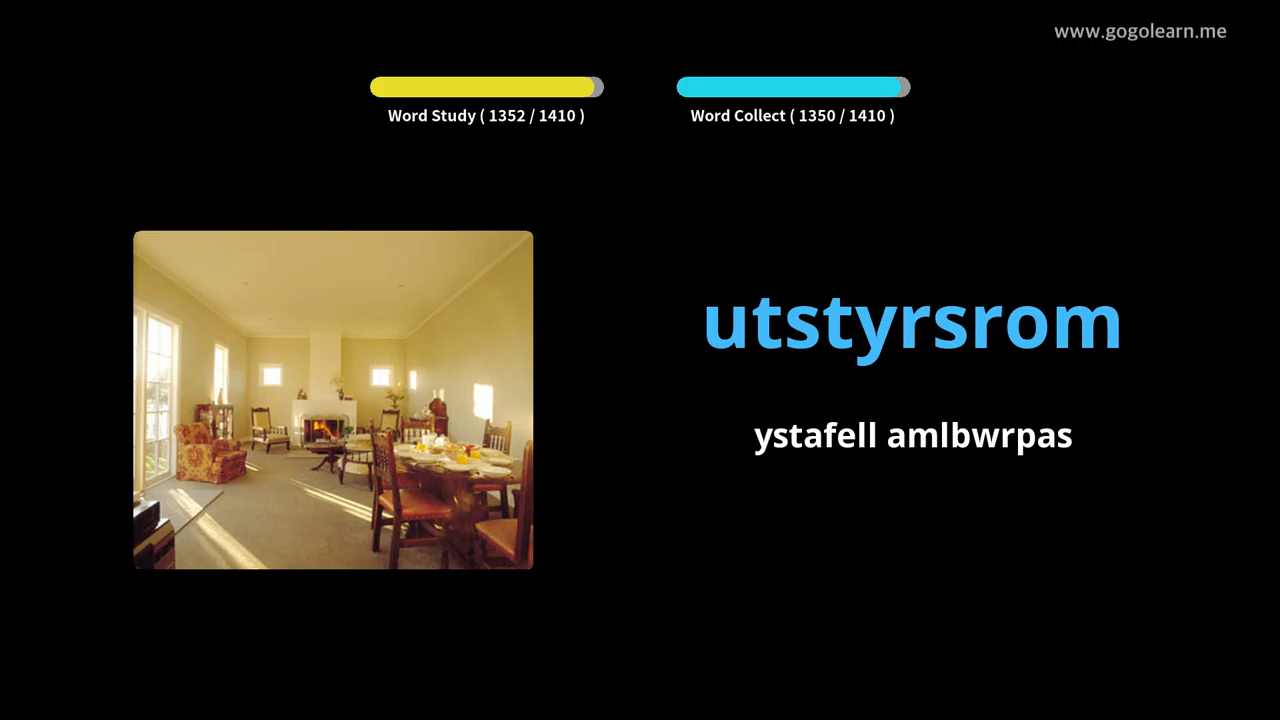 www.gogolearn.me
Word Study ( 1352 / 1410 )
Word Collect ( 1350 / 1410 )
utstyrsrom
ystafell amlbwrpas